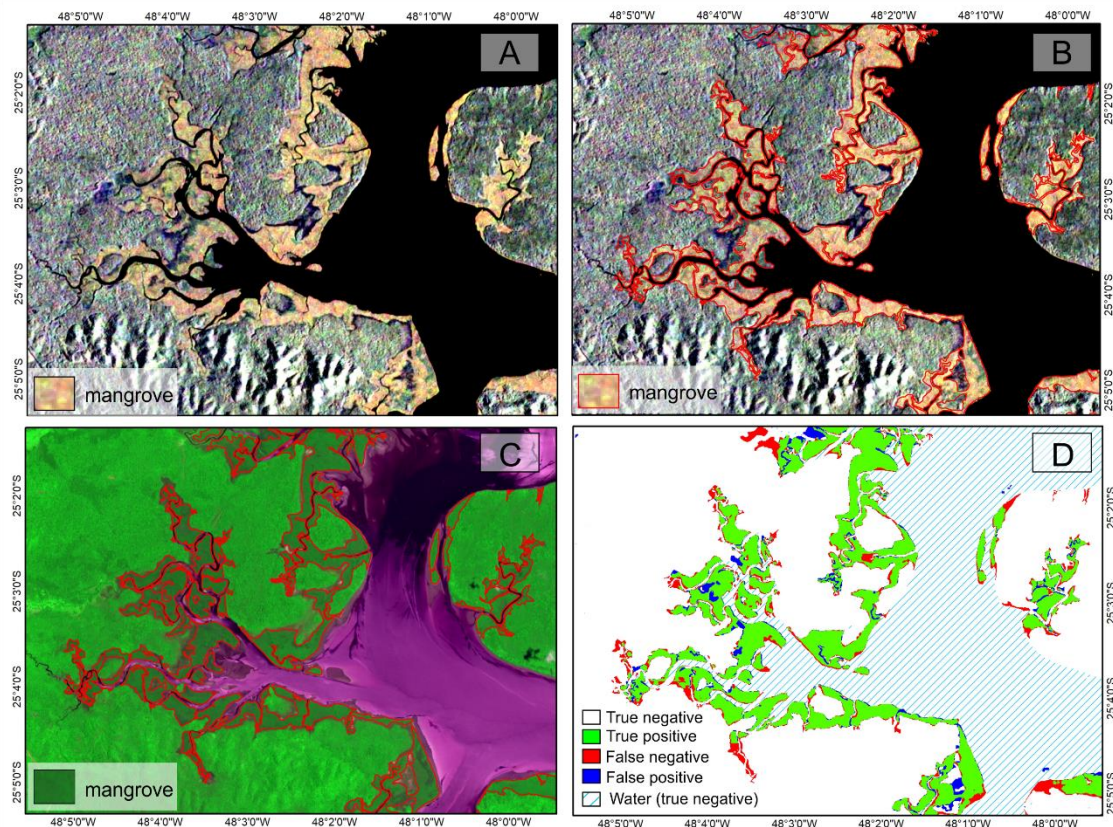 48°5'0"W 48°4'0"W 48°3'0"W 48°2'0"W 48°1'0"W 48°0'0"W 48°5'0"W 48°4'0"W 48°3'0"W 48°2'0"W 48°1'0"W 48°0'0"W
A
B
25°2'0"S
25°3'0"S
25°4'0"S
25°5'0"S
25°2'0"S
25°3'0"S
25°4'0"S
25°5'0"S
mangrove
mangrove
C
D
25°2'0"S
25°3'0"S
25°4'0"S
25°5'0"S
25°2'0"S
25°3'0"S
25°4'0"S
25°5'0"S
mangrove
True negative
True positive
False negative
False positive
Water (true negative)
48°5'0"W 48°4'0"W 48°3'0"W 48°2'0"W 48°1'0"W 48°0'0"W 48°5'0"W 48°4'0"W 48°3'0"W 48°2'0"W 48°1'0"W 48°0'0"W